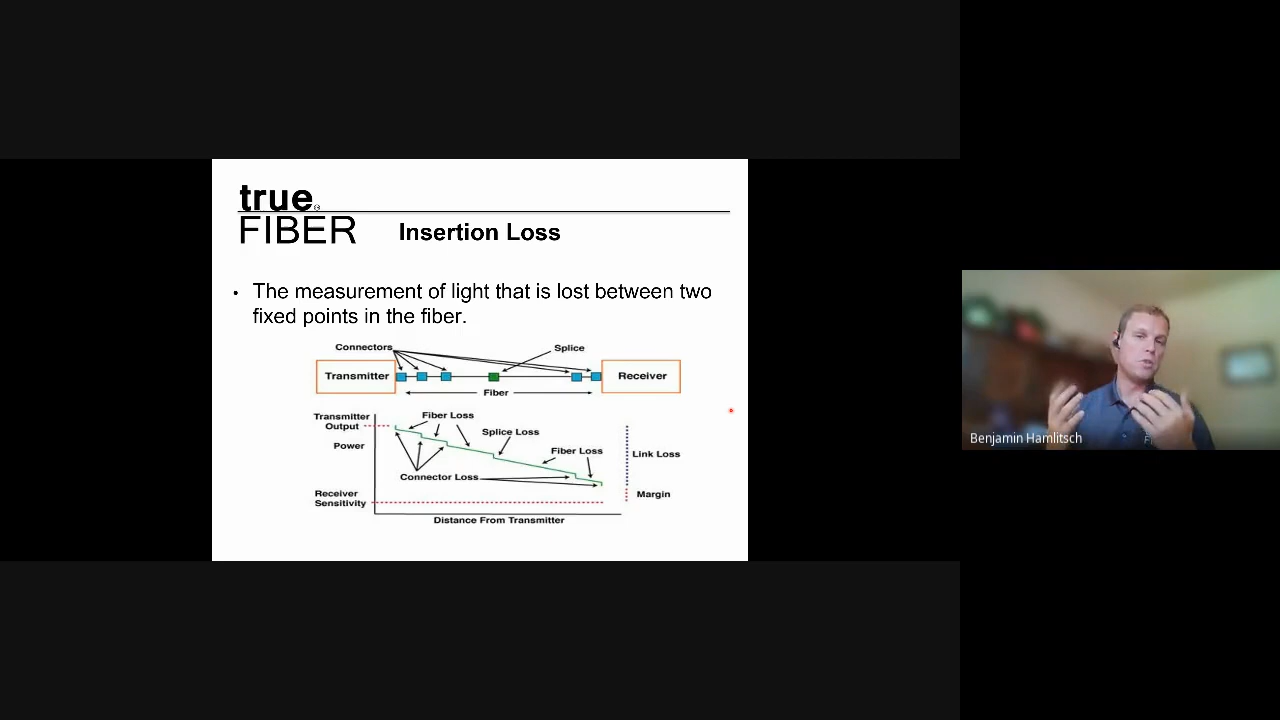 true®
FIBER
Insertion Loss
• The measurement of light that is lost between two
fixed points in the fiber.
Connectors
Splice
Transmitter
Receiver
Fiber
Transmitter
Output
Fiber Loss
Splice Loss
Power
Fiber Loss
Link Loss
Connector Loss
Receiver
Sensitivity
Margin
Distance From Transmitter
Benjamin Hamlitsch